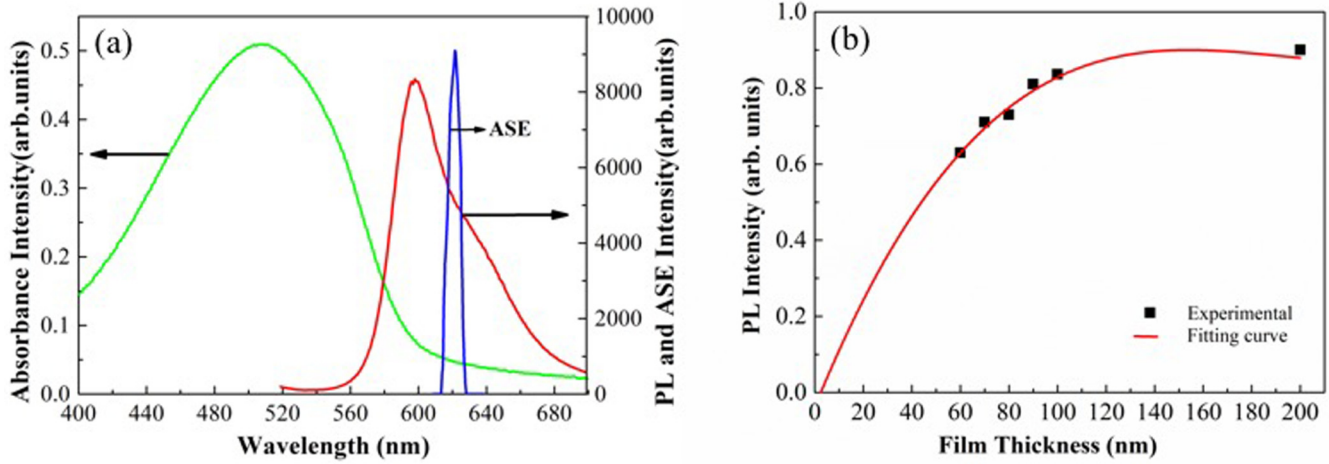 (a)
Absorbance Intensity(arb.units)
0.5
0.4
0.3
0.2
0.1
0.0
400 440 480 520 560 600 640 680
Wavelength (nm)
ASE
10000
8000
6000
4000
2000
0
PL and ASE Intensity(arb.units)
(b)
PL Intensity (arb. units)
1.0
0.8
0.6
0.4
0.2
0.0
0 20 40 60 80 100 120 140 160 180 200
Film Thickness (nm)
Experimental
Fitting curve